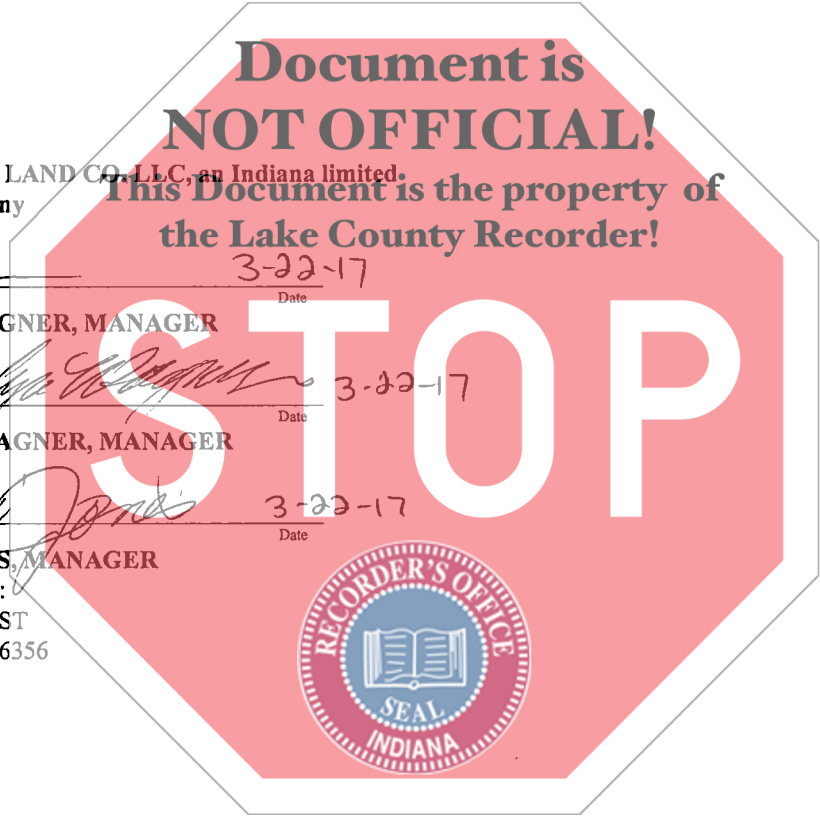 Document is
NOT OFFICIAL!
LAND CO. LLC, an Indiana limited
This Document is the property of
ny
the Lake County Recorder!
3-22-17
Date
GNER, MANAGER
STOP
3-22-17
Date
AGNER, MANAGER
Jones 3-22-17
Date
S, MANAGER
:
ST
6356
RECORDER'S OFFICE
SEAL
INDIANA